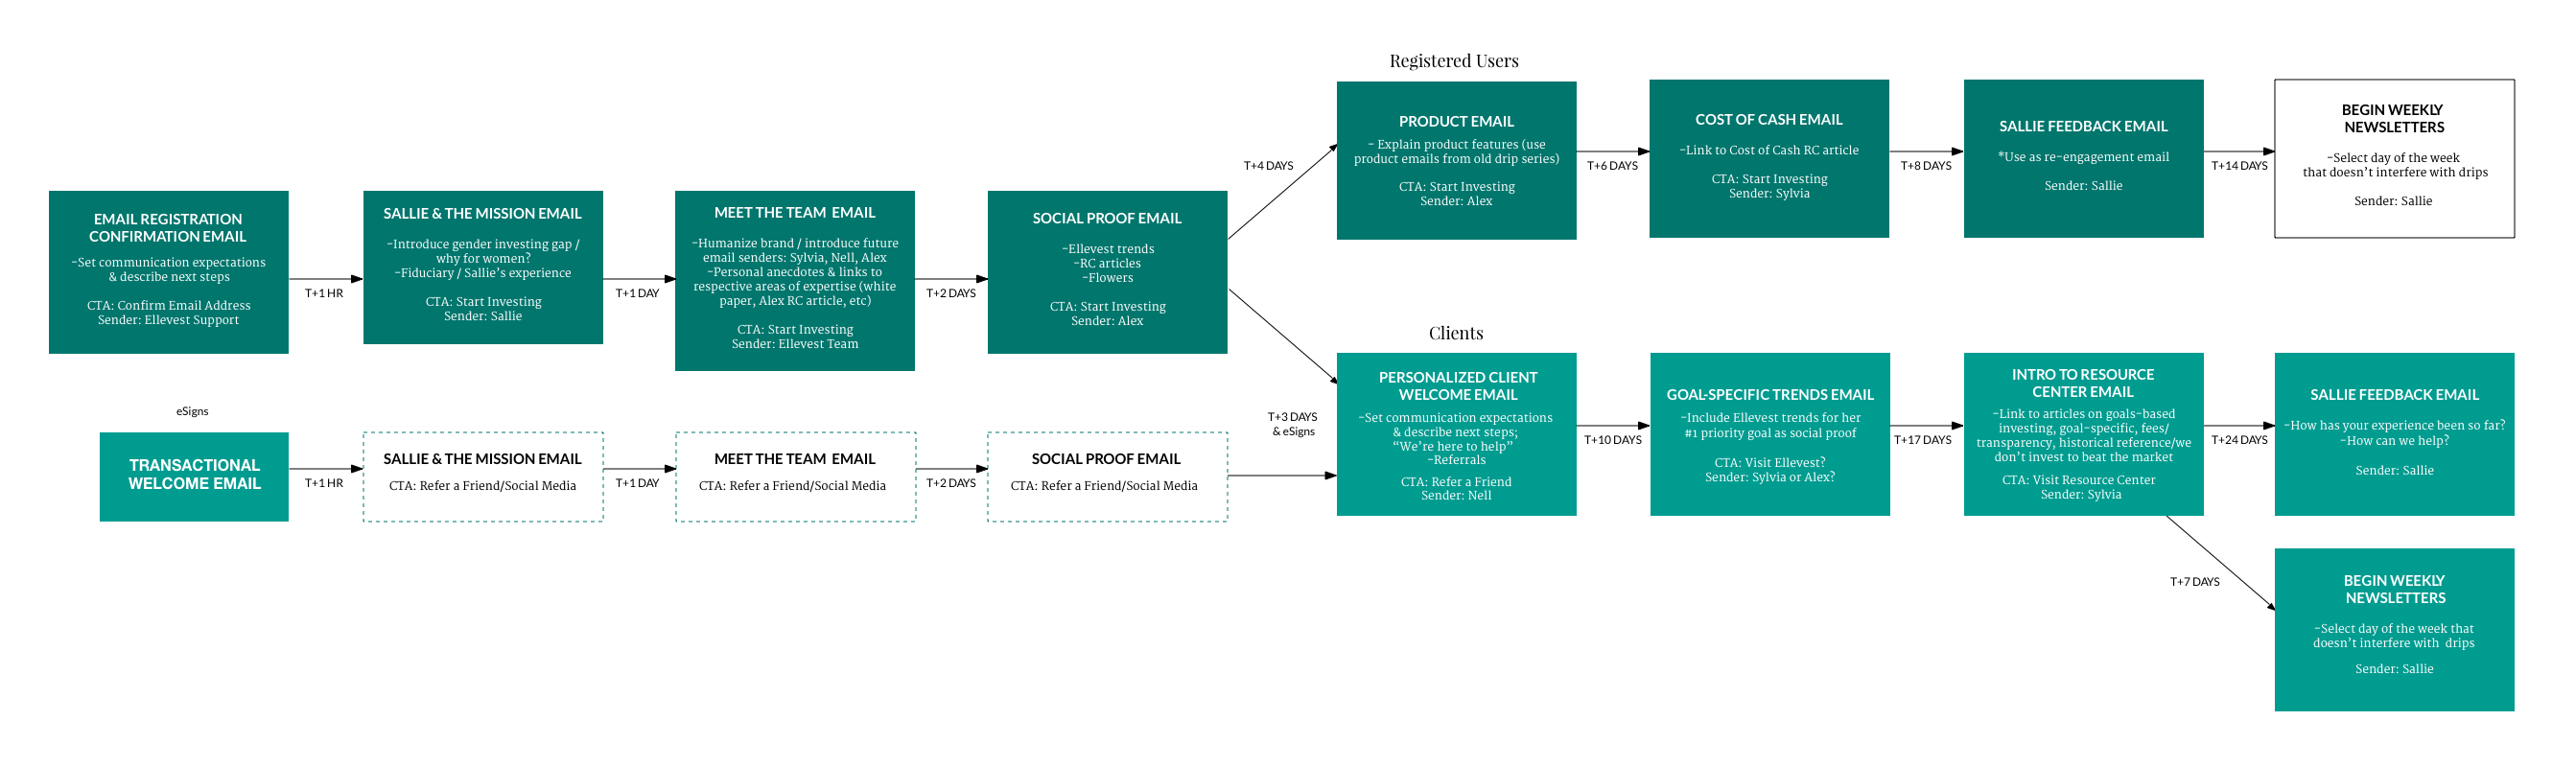 Registered Users
PRODUCT EMAIL
- Explain product features (use
product emails from old drip series)
CTA: Start Investing
Sender: Alex
COST OF CASH EMAIL
-Link to Cost of Cash RC article
CTA: Start Investing
Sender: Sylvia
SALLIE FEEDBACK EMAIL
*Use as re-engagement email
Sender: Sallie
BEGIN WEEKLY
NEWSLETTERS
-Select day of the week
that doesn't interfere with drips
Sender: Sallie
T+4 DAYS
T+6 DAYS
T+8 DAYS
T+14 DAYS
EMAIL REGISTRATION
CONFIRMATION EMAIL
-Set communication expectations
& describe next steps
CTA: Confirm Email Address
Sender: Ellevest Support
T+1 HR
SALLIE & THE MISSION EMAIL
-Introduce gender investing gap /
why for women?
-Fiduciary / Sallie's experience
CTA: Start Investing
Sender: Sallie
T+1 DAY
MEET THE TEAM EMAIL
-Humanize brand / introduce future
email senders: Sylvia, Nell, Alex
-Personal anecdotes & links to
respective areas of expertise (white
paper, Alex RC article, etc)
CTA: Start Investing
Sender: Ellevest Team
T+2 DAYS
SOCIAL PROOF EMAIL
-Ellevest trends
-RC articles
-Flowers
CTA: Start Investing
Sender: Alex
Clients
PERSONALIZED CLIENT
WELCOME EMAIL
-Set communication expectations
& describe next steps;
“We're here to help”
-Referrals
CTA: Refer a Friend
Sender: Nell
T+10 DAYS
GOAL-SPECIFIC TRENDS EMAIL
-Include Ellevest trends for her
#1 priority goal as social proof
CTA: Visit Ellevest?
Sender: Sylvia or Alex?
T+17 DAYS
INTRO TO RESOURCE
CENTER EMAIL
-Link to articles on goals-based
investing, goal-specific, fees/
transparency, historical reference/we
don't invest to beat the market
CTA: Visit Resource Center
Sender: Sylvia
T+24 DAYS
SALLIE FEEDBACK EMAIL
-How has your experience been so far?
-How can we help?
Sender: Sallie
eSigns
TRANSACTIONAL
WELCOME EMAIL
T+1 HR
SALLIE & THE MISSION EMAIL
CTA: Refer a Friend/Social Media
T+1 DAY
MEET THE TEAM EMAIL
CTA: Refer a Friend/Social Media
T+2 DAYS
SOCIAL PROOF EMAIL
CTA: Refer a Friend/Social Media
T+3 DAYS
& eSigns
T+7 DAYS
BEGIN WEEKLY
NEWSLETTERS
-Select day of the week that
doesn't interfere with drips
Sender: Sallie